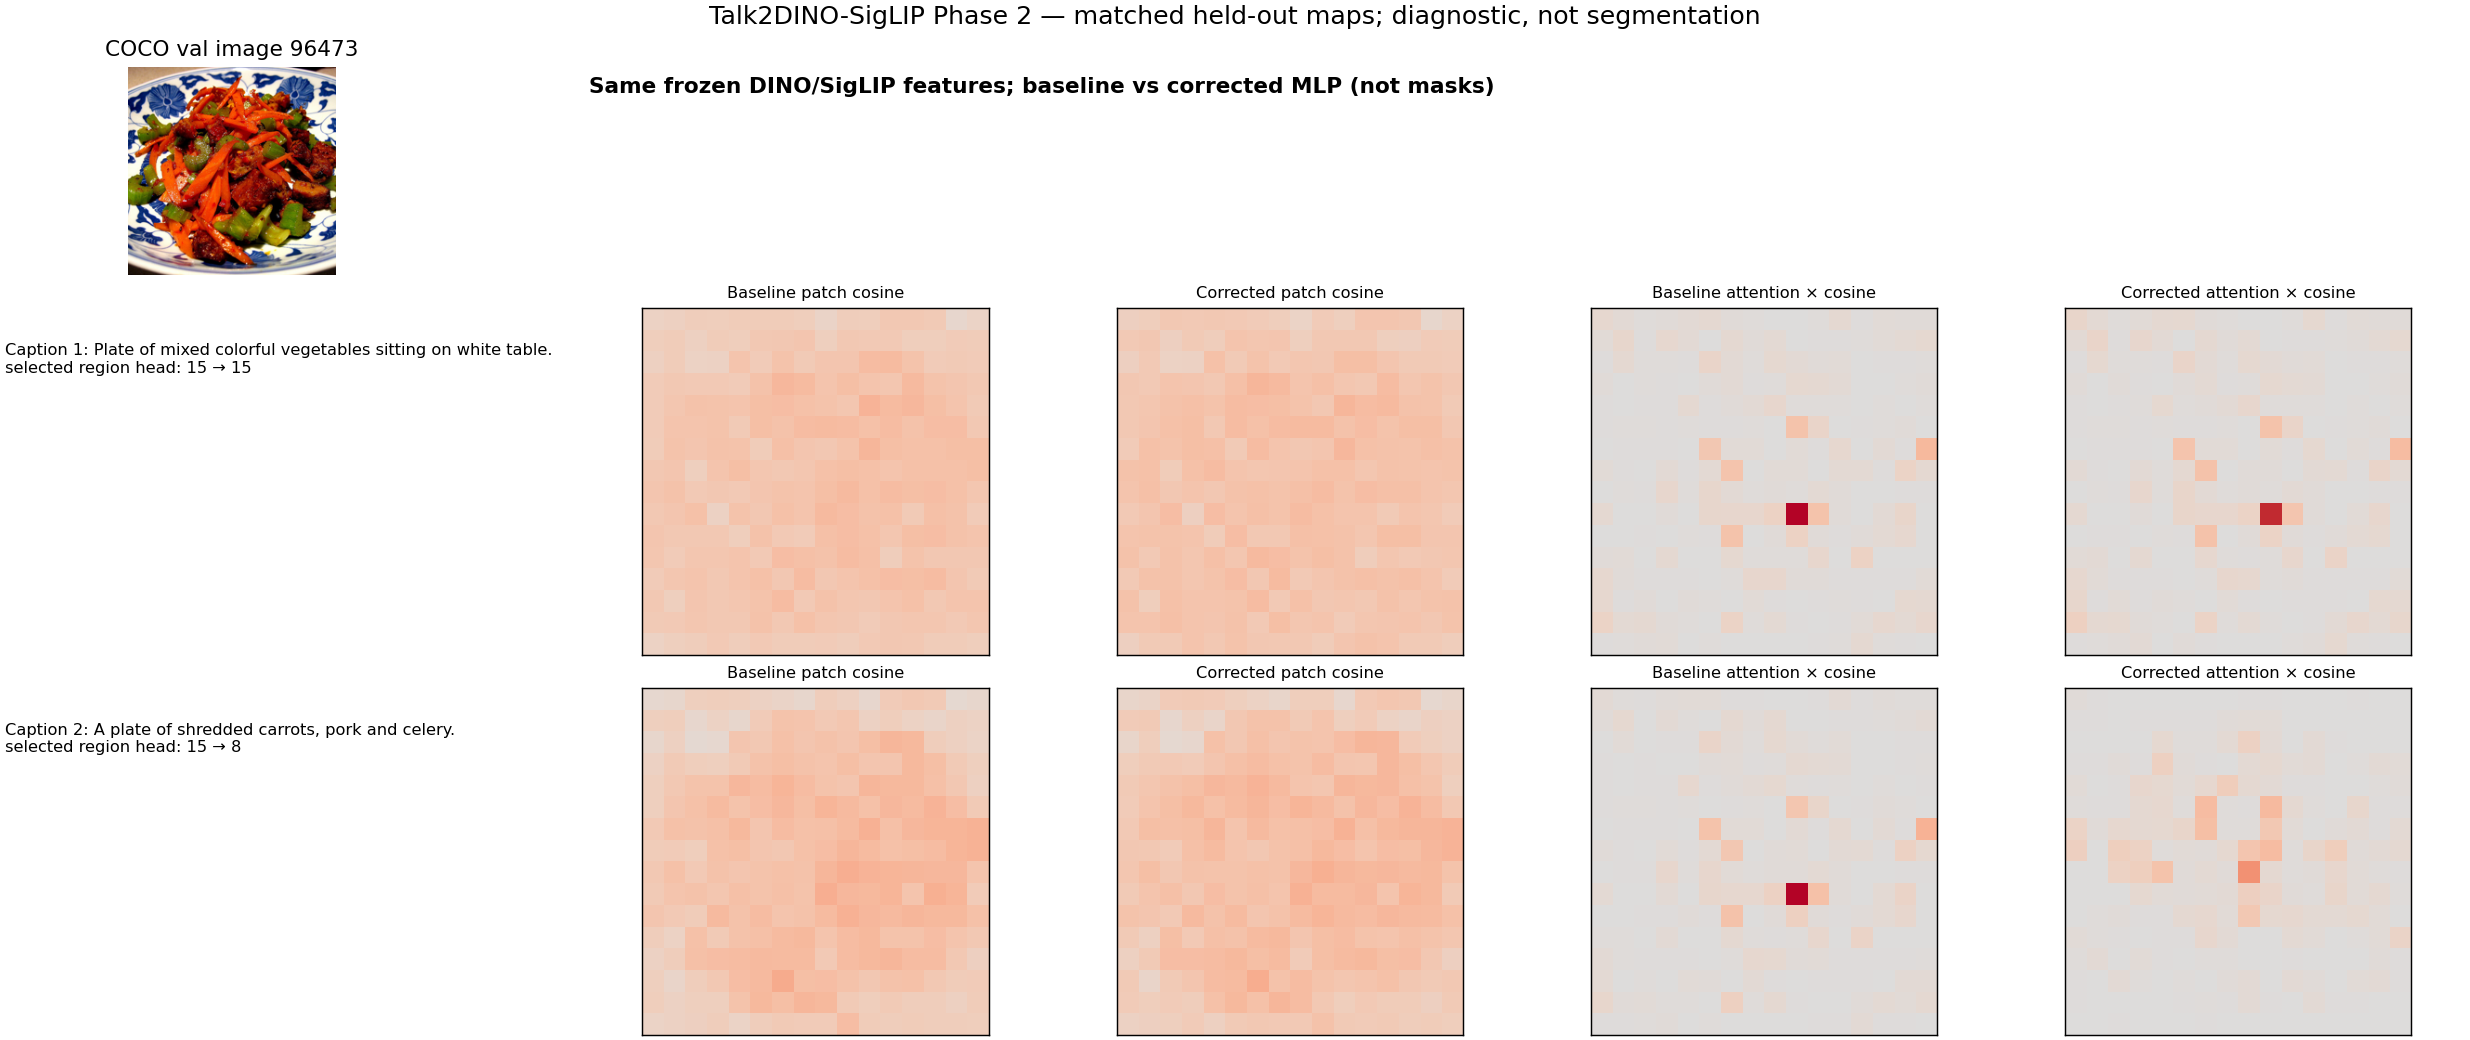 Talk2DINO-SigLIP Phase 2 — matched held-out maps; diagnostic, not segmentation
COCO val image 96473
Same frozen DINO/SigLIP features; baseline vs corrected MLP (not masks)
Baseline patch cosine
Corrected patch cosine
Baseline attention × cosine
Corrected attention × cosine
Caption 1: Plate of mixed colorful vegetables sitting on white table.
selected region head: 15 → 15
Baseline patch cosine
Corrected patch cosine
Baseline attention × cosine
Corrected attention × cosine
Caption 2: A plate of shredded carrots, pork and celery.
selected region head: 15 → 8